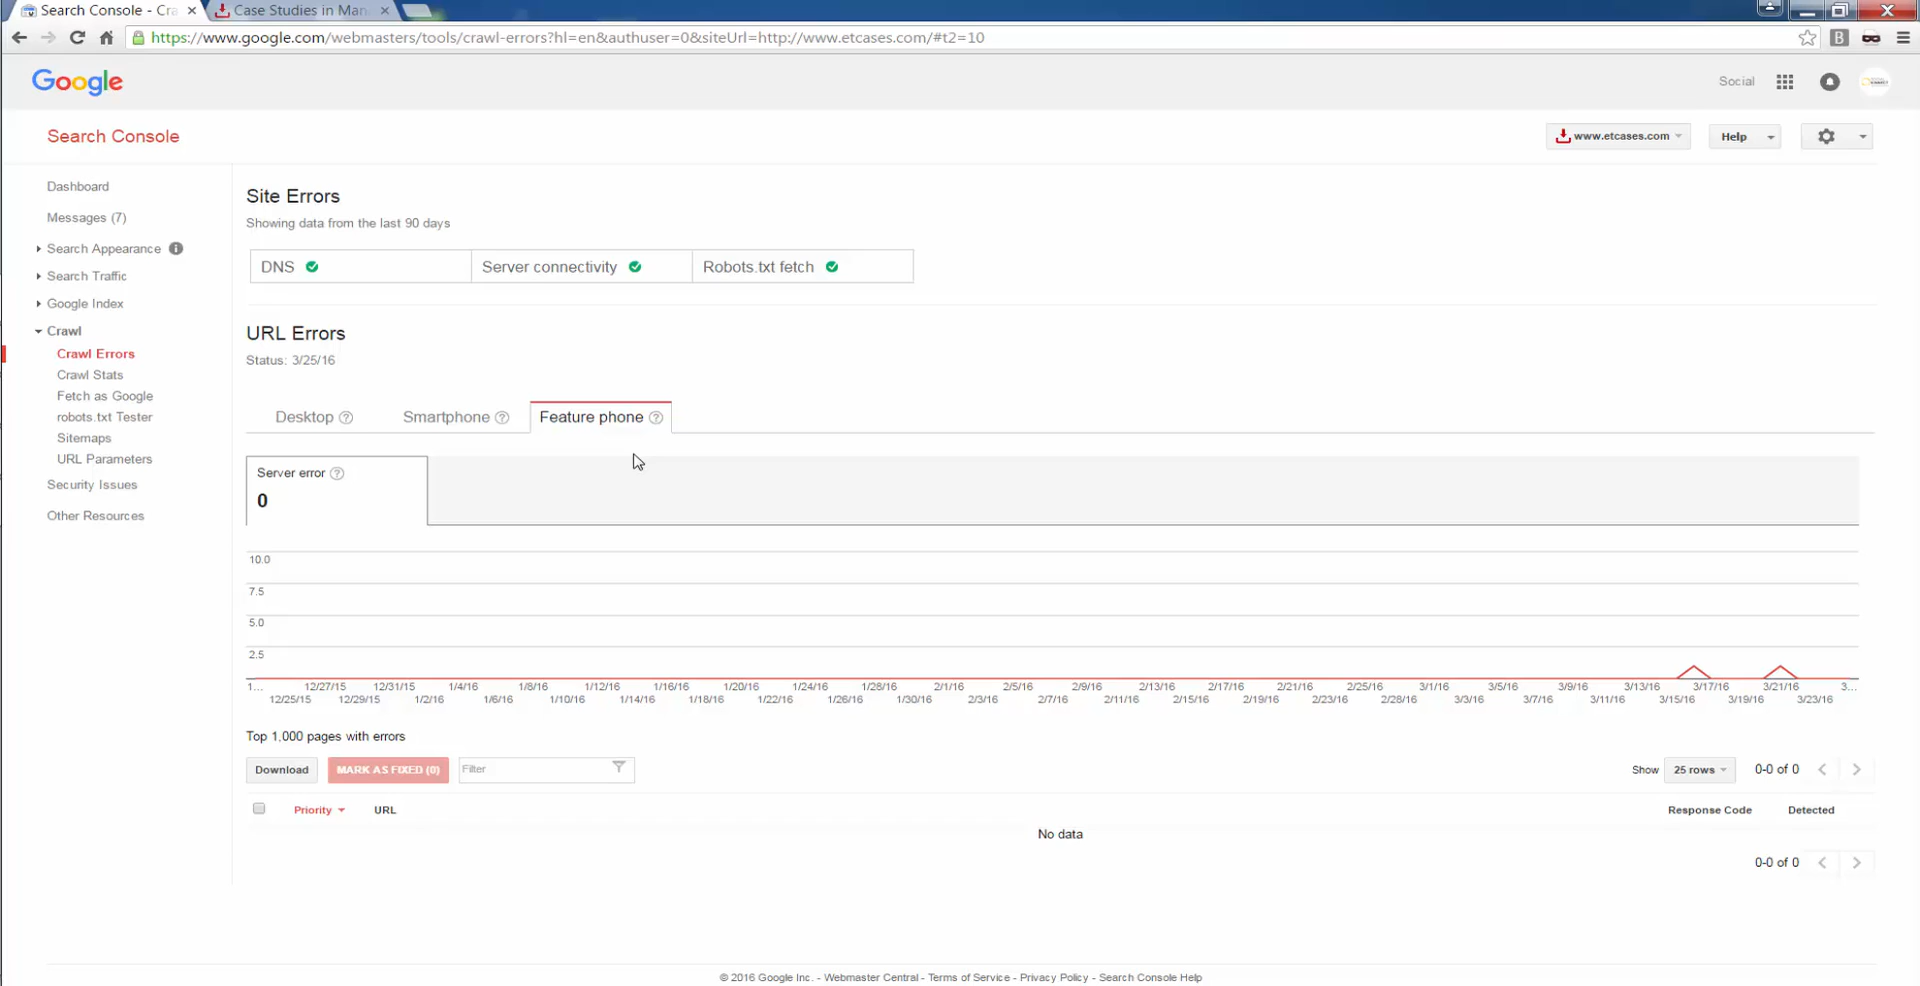 Search Console - Cra
Case Studies in Man
https://www.google.com/webmasters/tools/crawl-errors?hl=en&authuser=0&siteUrl=http://www.etcases.com/#t2=10
B
Google
Social
Search Console
www.etcases.com
Help
Dashboard
Messages (7)
Search Appearance
Search Traffic
Google Index
Crawl
Crawl Errors
Crawl Stats
Fetch as Google
robots.txt Tester
Sitemaps
URL Parameters
Security Issues
Other Resources
Site Errors
Showing data from the last 90 days
DNS Server connectivity Robots.txt fetch
URL Errors
Status: 3/25/16
Desktop Smartphone Feature phone
Server error
0
10.0
7.5
5.0
2.5
1... 12/27/15 12/31/15 1/4/16 1/8/16 1/12/16 1/16/16 1/20/16 1/24/16 1/28/16 2/1/16 2/5/16 2/9/16 2/13/16 2/17/16 2/21/16 2/25/16 3/1/16 3/5/16 3/9/16 3/13/16 3/17/16 3/21/16 3...
12/25/15 12/29/15 1/2/16 1/6/16 1/10/16 1/14/16 1/18/16 1/22/16 1/26/16 1/30/16 2/3/16 2/7/16 2/11/16 2/15/16 2/19/16 2/23/16 2/28/16 3/3/16 3/7/16 3/11/16 3/15/16 3/19/16 3/23/16
Top 1,000 pages with errors
Download MARK AS FIXED (0) Filter Show 25 rows 0-0 of 0
Priority URL Response Code Detected
No data
0-0 of 0
© 2016 Google Inc. - Webmaster Central - Terms of Service - Privacy Policy - Search Console Help